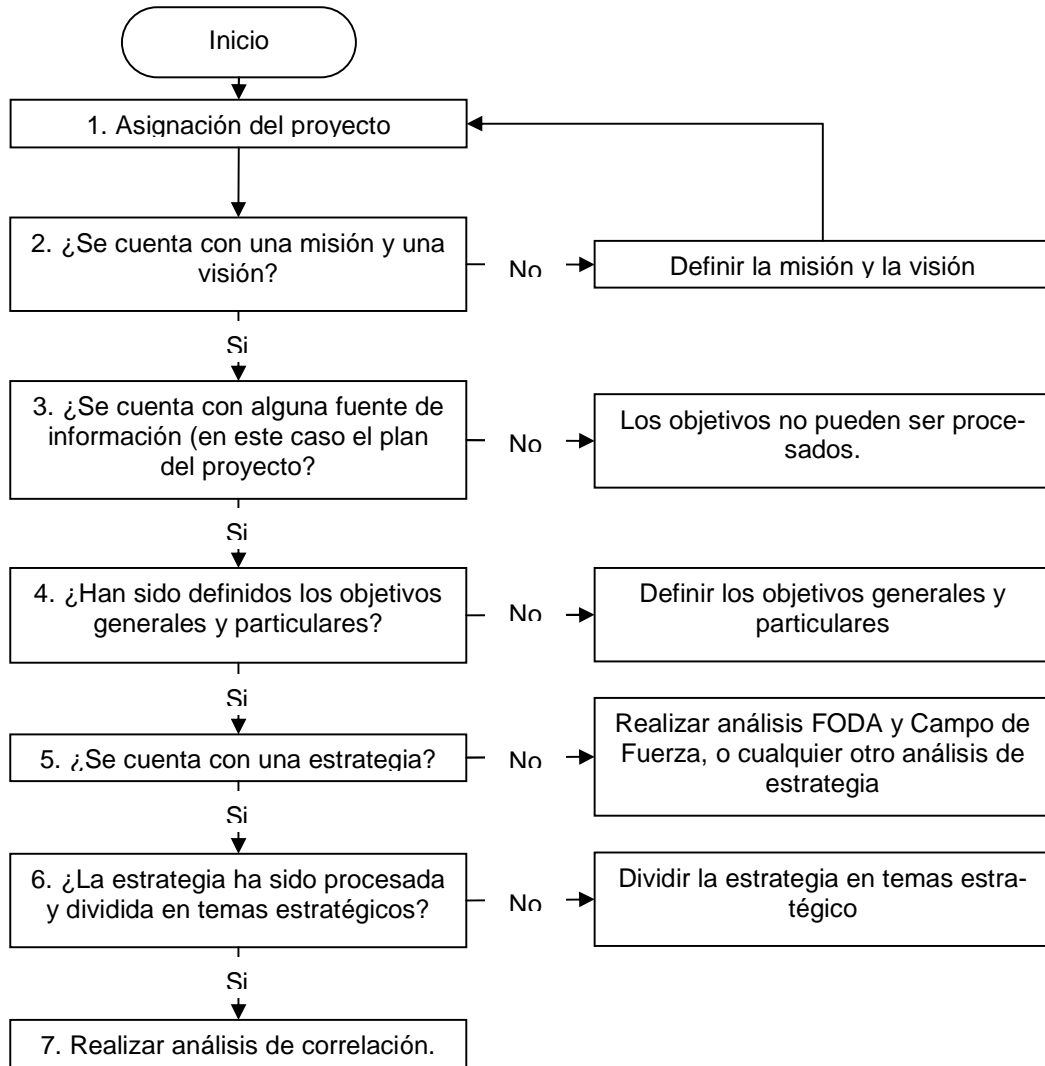 Inicio
1. Asignación del proyecto
2. ¿Se cuenta con una misión y una
visión?
No
Definir la misión y la visión
Si
3. ¿Se cuenta con alguna fuente de
información (en este caso el plan
del proyecto?
No
Los objetivos no pueden ser proce-
sados.
Si
4. ¿Han sido definidos los objetivos
generales y particulares?
No
Definir los objetivos generales y
particulares
Si
5. ¿Se cuenta con una estrategia?
No
Realizar análisis FODA y Campo de
Fuerza, o cualquier otro análisis de
estrategia
Si
6. ¿La estrategia ha sido procesada
y dividida en temas estratégicos?
No
Dividir la estrategia en temas estra-
tégico
Si
7. Realizar análisis de correlación.